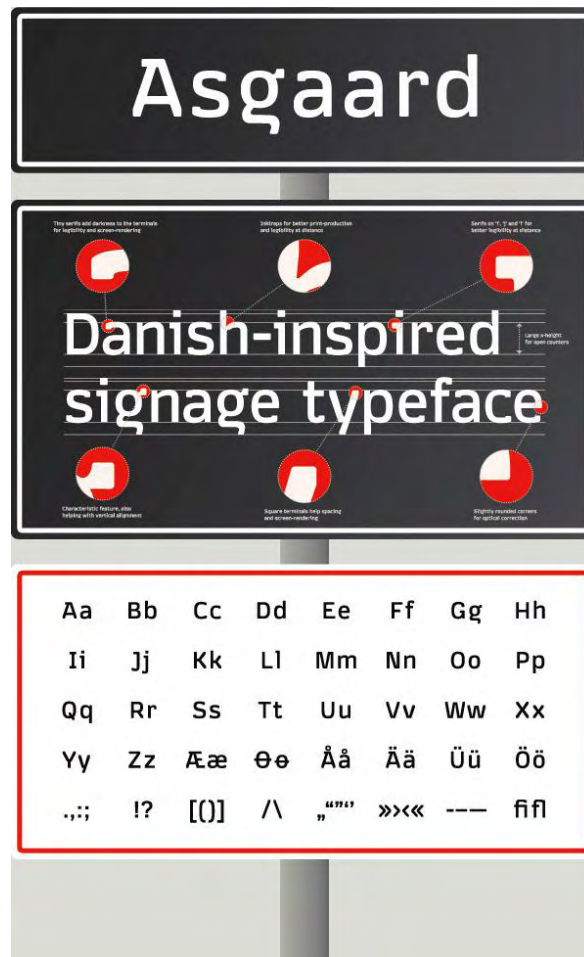 Asgaard
Tiny serifs add darkness to the terminals
for legibility and screen-rendering
Inktraps for better print-production
and legibility at distance
Serifs on 'i', 'j' and 'l' for
better legibility at distance
Danish-inspired
Large x-height
for open counters
signage typeface
Characteristic feature, also
helping with vertical alignment
Square terminals help spacing
and screen-rendering
Slightly rounded corners
for optical correction
Aa Bb Cc Dd Ee Ff Gg Hh
Ii Jj Kk Ll Mm Nn Oo Pp
Qq Rr Ss Tt Uu Vv Ww Xx
Yy Zz Ææ Ɵɵ Åå Ää Üü Öö
.,:; !? [()] /\ „“”‘’ »›‹« -–— fifl